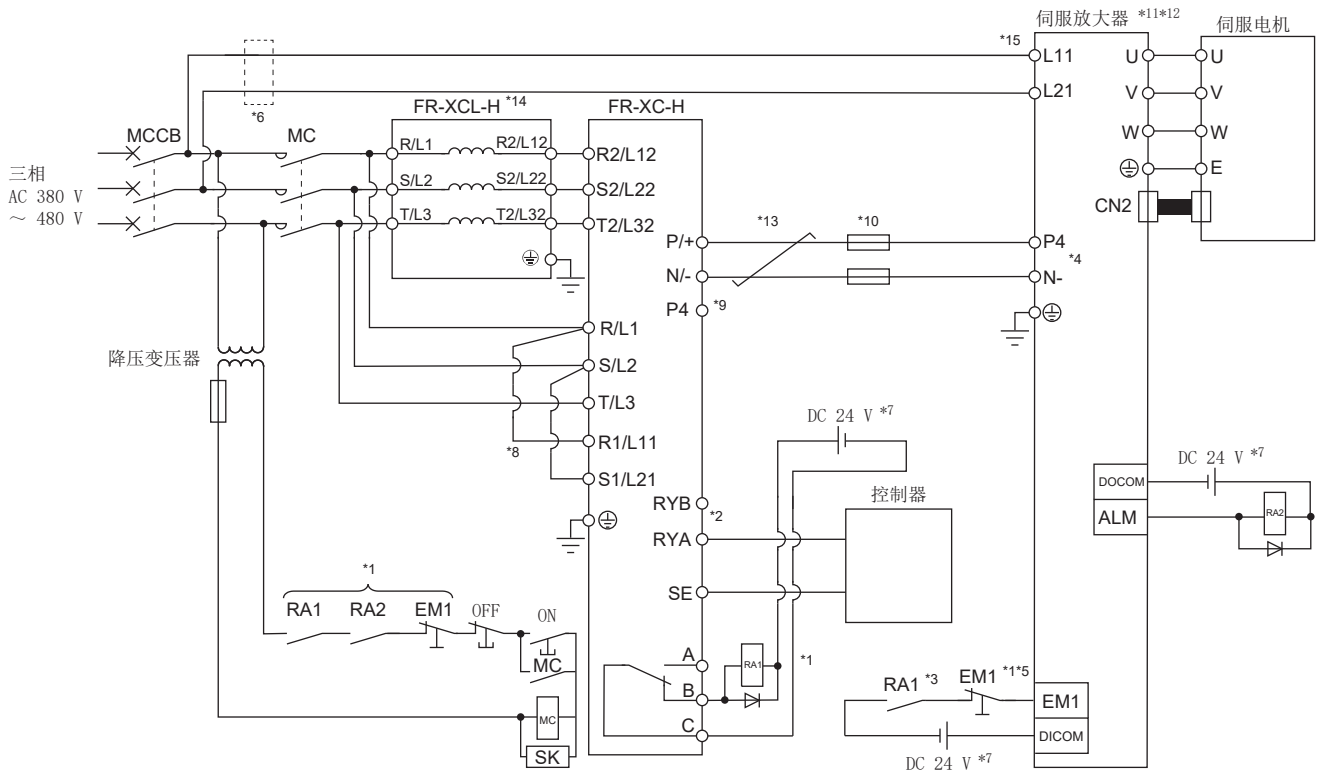 伺服放大器 *11*12
伺服电机
*15
L11
U
U
L21
V
V
*6
FR-XCL-H *14
FR-XC-H
MCCB
MC
R/L1
R2/L12
R2/L12
W
W
三相
AC 380 V
～ 480 V
S/L2
S2/L22
S2/L22
E
T/L3
T2/L32
T2/L32
CN2
P/+
*13
*10
P4
*4
N/-
N-
P4
*9
R/L1
降压变压器
S/L2
T/L3
DC 24 V *7
*8
R1/L11
S1/L21
DC 24 V *7
控制器
DOCOM
RYB
*2
ALM
RA2
RYA
*1
SE
RA1
RA2
EM1
OFF
ON
MC
A
RA1
*1
B
RA1 *3
EM1 *1*5
EM1
MC
C
DICOM
SK
DC 24 V *7